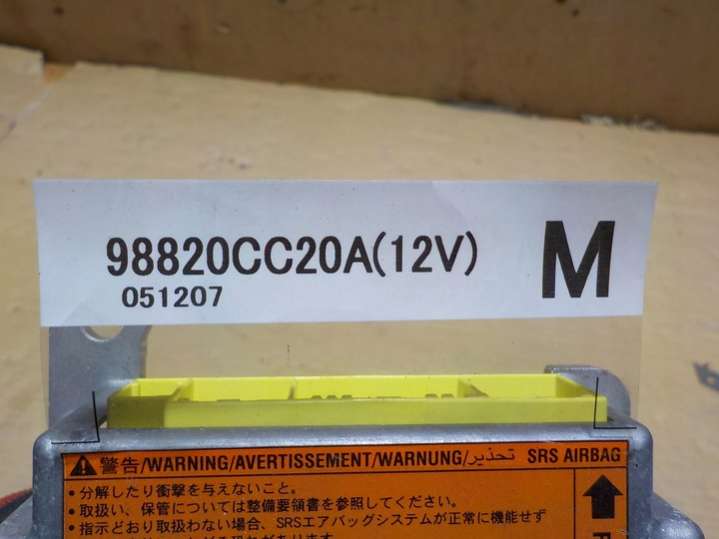 98820CC20A(12V) M
051207
警告/WARNING/AVERTISSEMENT/WARNUNG/تحذير SRS AIRBAG
• 分解したり衝撃を与えないこと。
• 取扱い、保管については整備要領書を参照してください。
• 指示どおり取扱わない場合、SRSエアバッグシステムが正常に機能せず